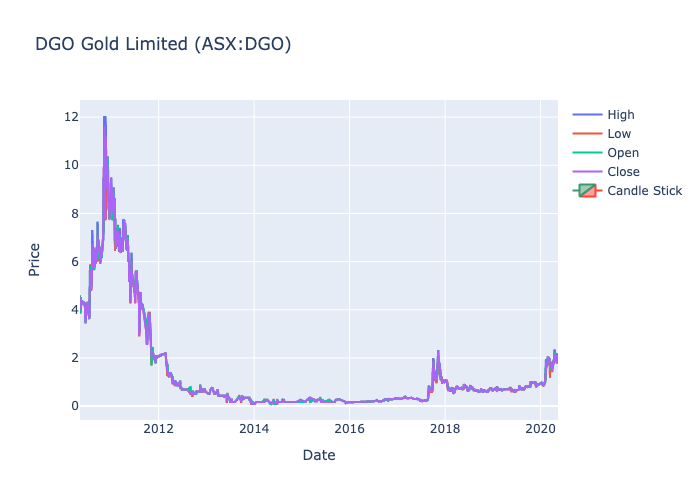 DGO Gold Limited (ASX:DGO)
High
Low
Open
Close
Candle Stick
12
10
8
6
4
2
0
Price
2012
2014
2016
2018
2020
Date